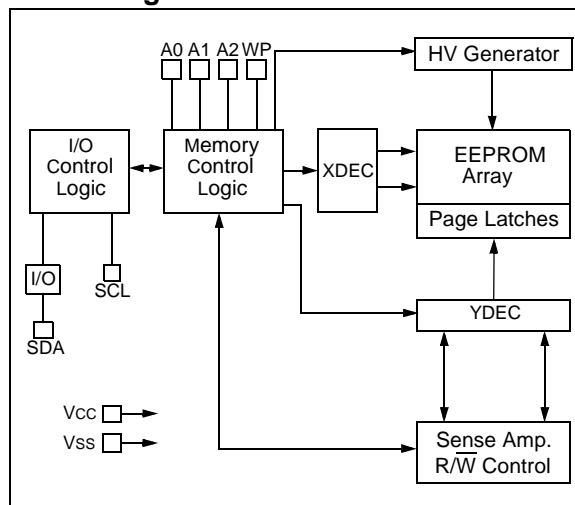 A0 A1 A2 WP
HV Generator
I/O
Control
Logic
Memory
Control
Logic
XDEC
EEPROM
Array
Page Latches
I/O
SCL
SDA
YDEC
VCC
VSS
Sense Amp.
R/W̅ Control